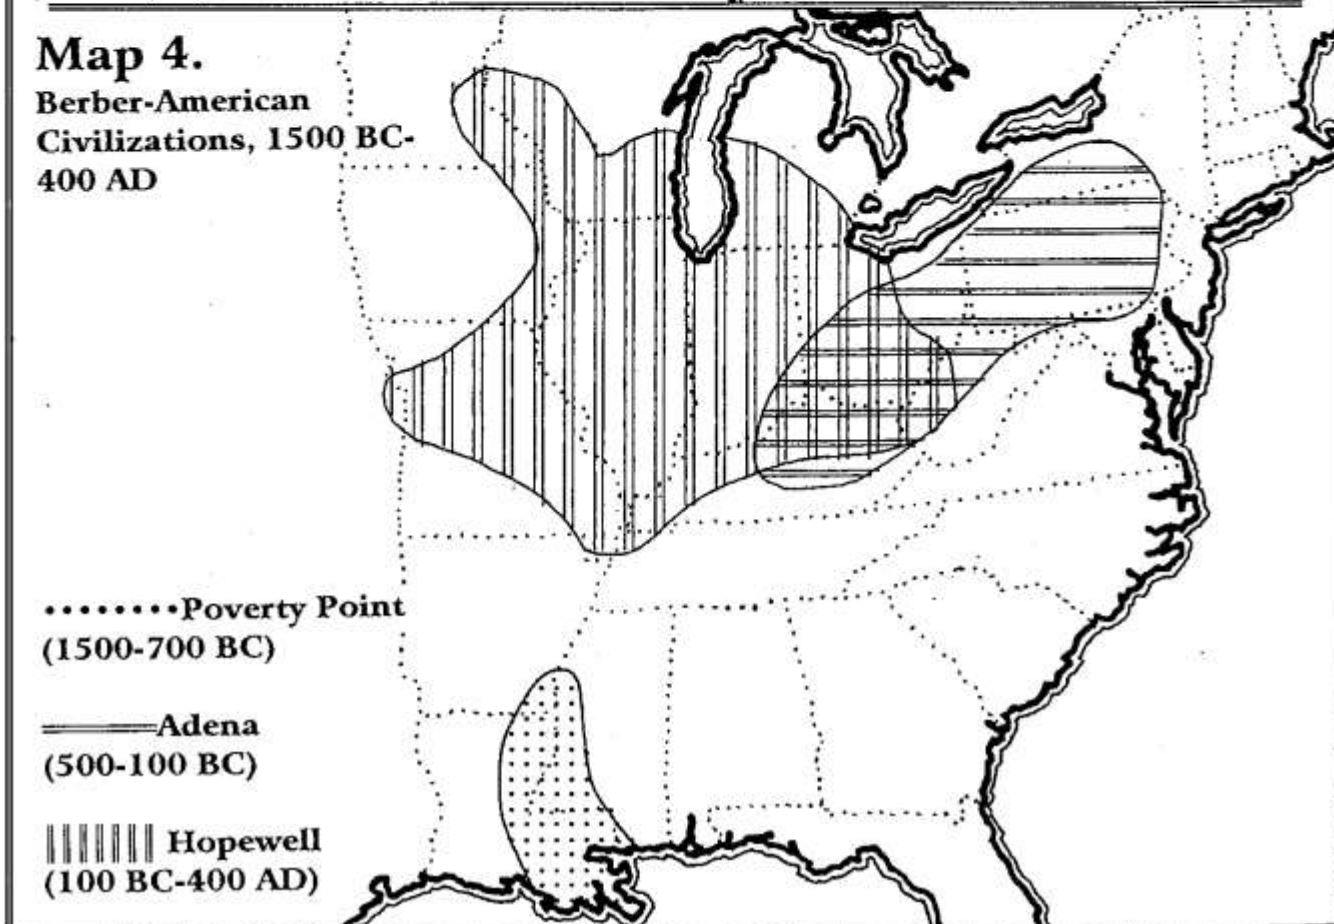 Map 4.
Berber-American
Civilizations, 1500 BC-
400 AD
Poverty Point
(1500-700 BC)
Adena
(500-100 BC)
Hopewell
(100 BC-400 AD)